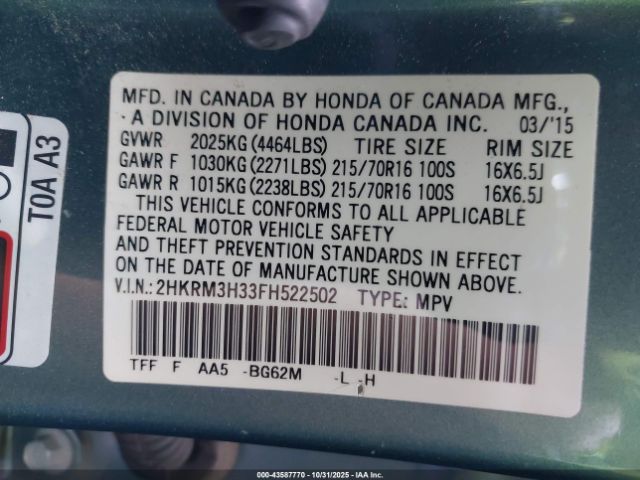 MFD. IN CANADA BY HONDA OF CANADA MFG.,
A DIVISION OF HONDA CANADA INC. 03/'15
GVWR 2025KG (4464LBS) TIRE SIZE RIM SIZE
GAWR F 1030KG (2271LBS) 215/70R16 100S 16X6.5J
GAWR R 1015KG (2238LBS) 215/70R16 100S 16X6.5J
THIS VEHICLE CONFORMS TO ALL APPLICABLE
FEDERAL MOTOR VEHICLE SAFETY
AND THEFT PREVENTION STANDARDS IN EFFECT
ON THE DATE OF MANUFACTURE SHOWN ABOVE.
V.I.N.: 2HKRM3H33FH522502 TYPE: MPV
TFF F AA5 -BG62M -L -H
T0A A3
000-43587770 - 10/31/2025 - IAA Inc.